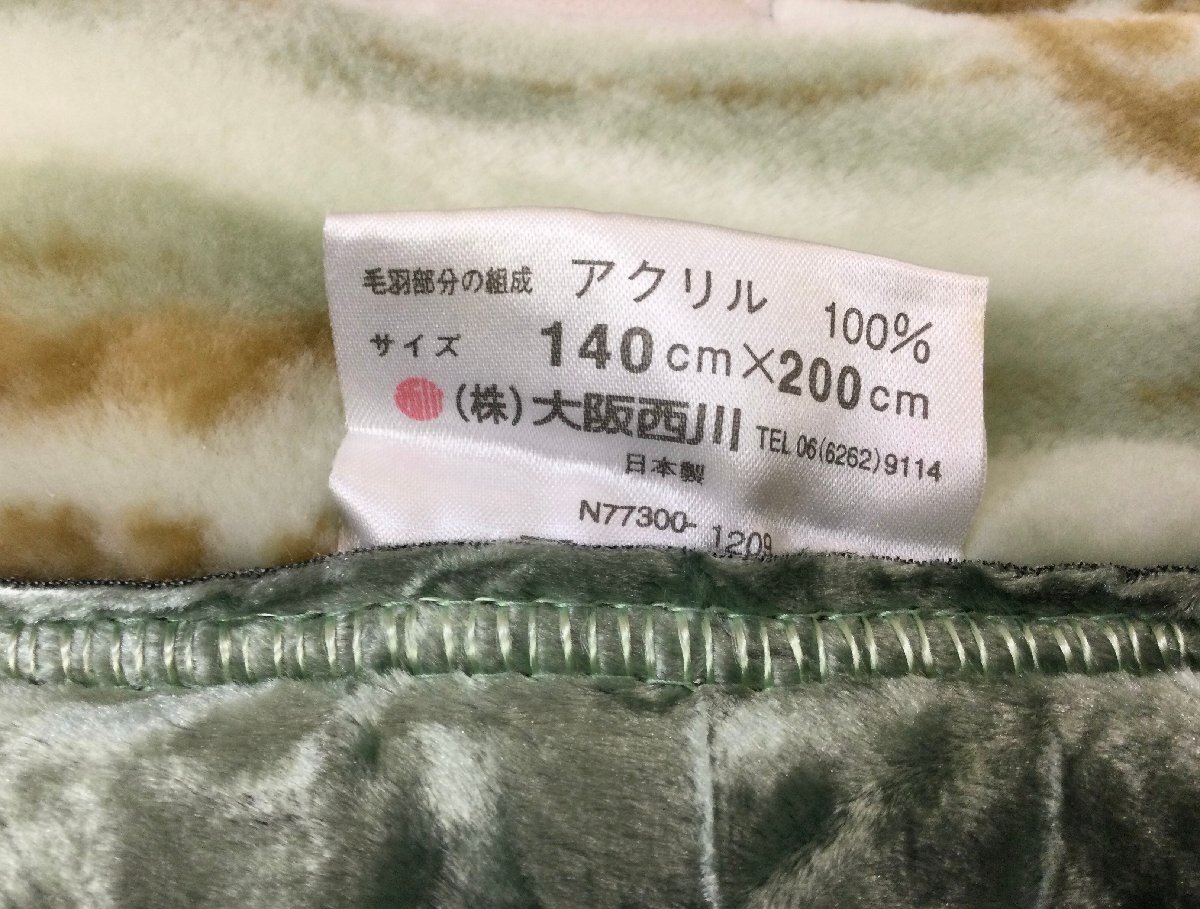 毛羽部分の組成 アクリル 100%
サイズ 140cm×200cm
(株)大阪西川 TEL 06(6262)9114
日本製
N77300-1209